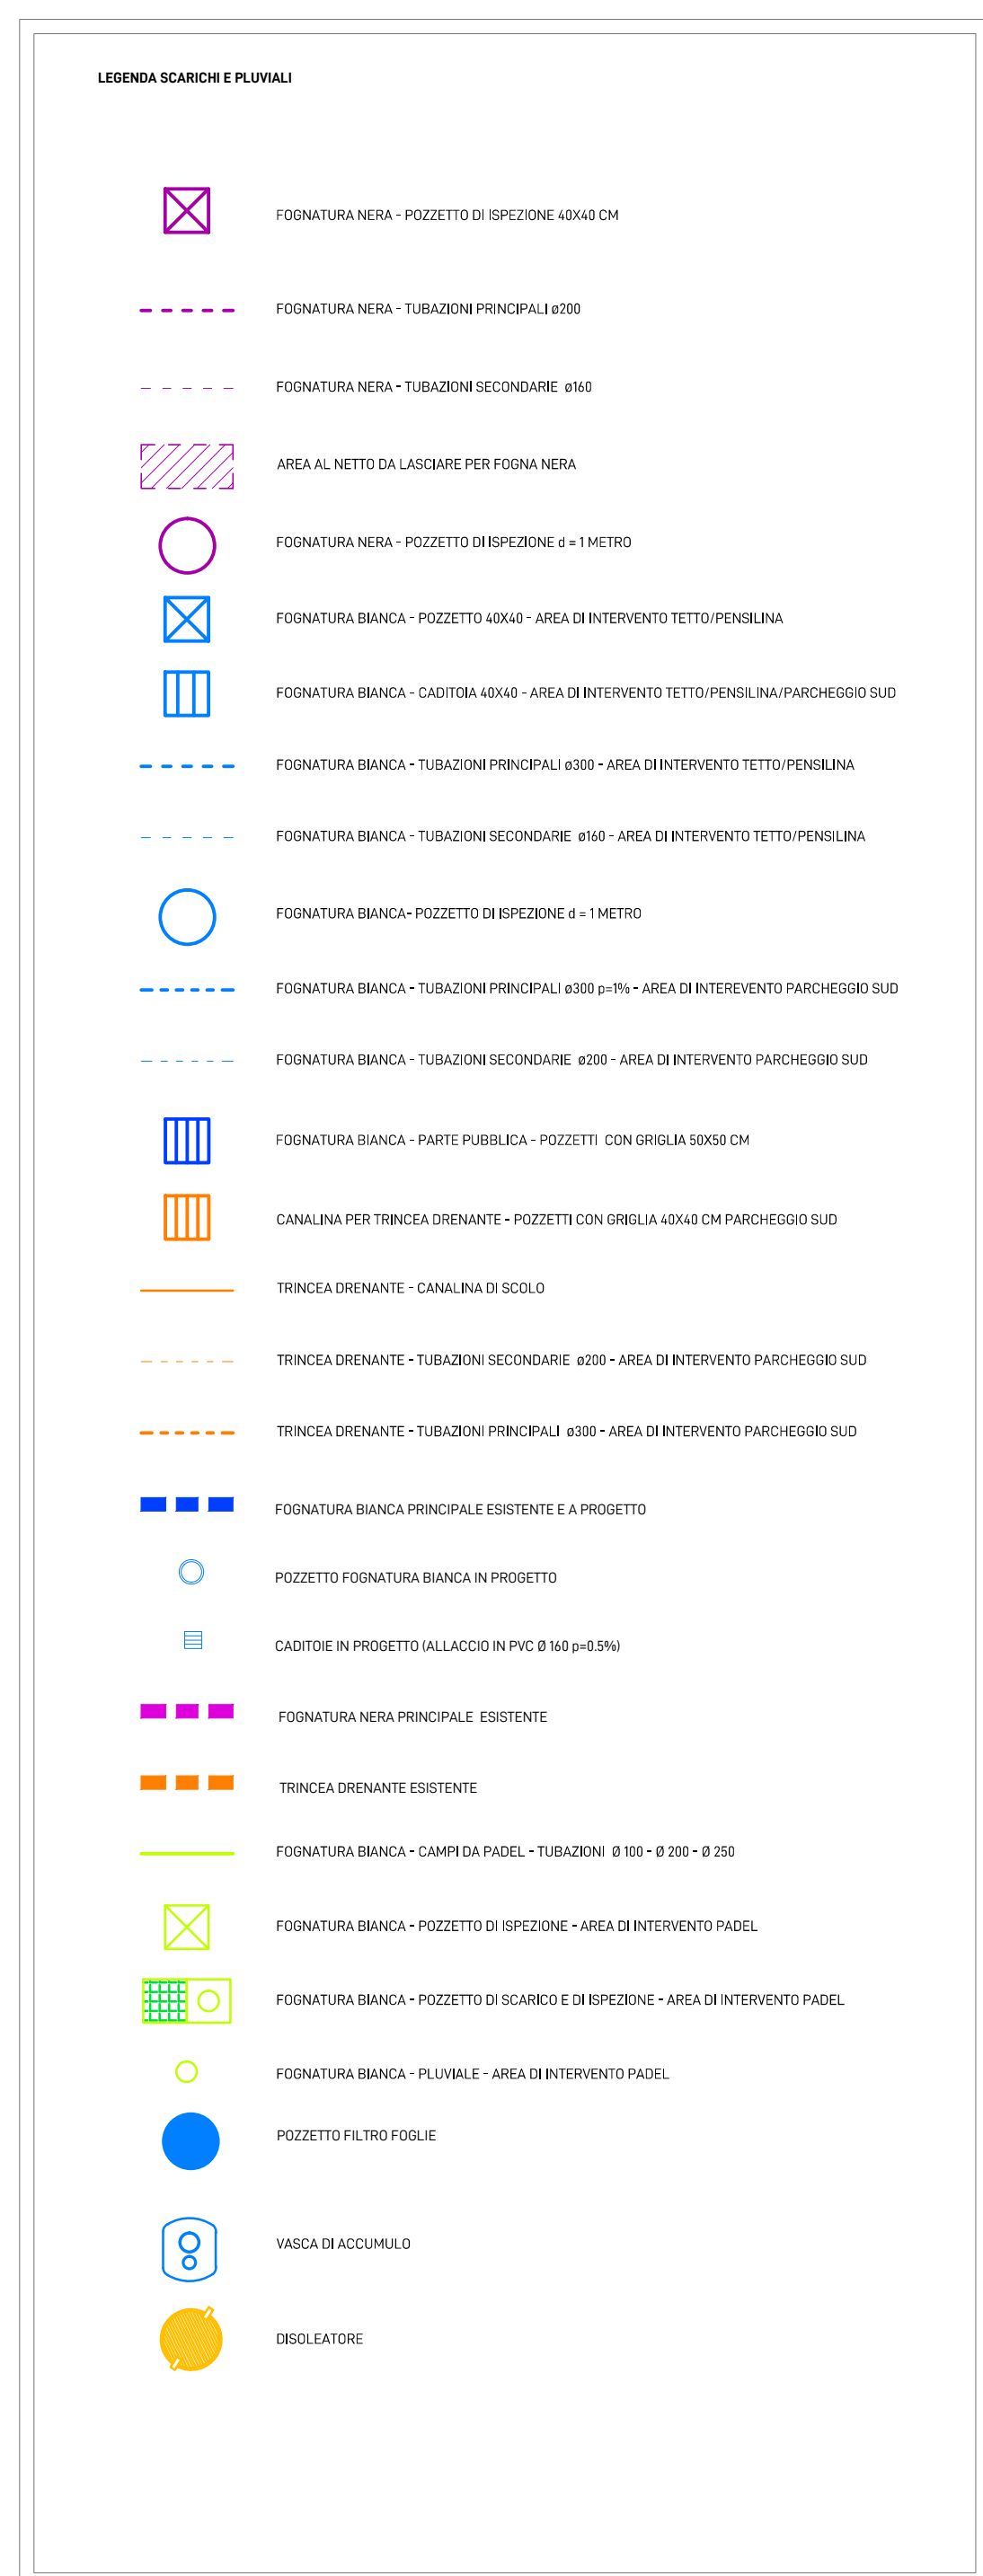 LEGENDA SCARICHI E PLUVIALI
FOGNATURA NERA - POZZETTO DI ISPEZIONE 40X40 CM
FOGNATURA NERA - TUBAZIONI PRINCIPALI ø200
FOGNATURA NERA - TUBAZIONI SECONDARIE ø160
AREA AL NETTO DA LASCIARE PER FOGNA NERA
FOGNATURA NERA - POZZETTO DI ISPEZIONE d = 1 METRO
FOGNATURA BIANCA - POZZETTO 40X40 - AREA DI INTERVENTO TETTO/PENSILINA
FOGNATURA BIANCA - CADITOIA 40X40 - AREA DI INTERVENTO TETTO/PENSILINA/PARCHEGGIO SUD
FOGNATURA BIANCA - TUBAZIONI PRINCIPALI ø300 - AREA DI INTERVENTO TETTO/PENSILINA
FOGNATURA BIANCA - TUBAZIONI SECONDARIE ø160 - AREA DI INTERVENTO TETTO/PENSILINA
FOGNATURA BIANCA- POZZETTO DI ISPEZIONE d = 1 METRO
FOGNATURA BIANCA - TUBAZIONI PRINCIPALI ø300 p=1% - AREA DI INTEREVENTO PARCHEGGIO SUD
FOGNATURA BIANCA - TUBAZIONI SECONDARIE ø200 - AREA DI INTERVENTO PARCHEGGIO SUD
FOGNATURA BIANCA - PARTE PUBBLICA - POZZETTI CON GRIGLIA 50X50 CM
CANALINA PER TRINCEA DRENANTE - POZZETTI CON GRIGLIA 40X40 CM PARCHEGGIO SUD
TRINCEA DRENANTE - CANALINA DI SCOLO
TRINCEA DRENANTE - TUBAZIONI SECONDARIE ø200 - AREA DI INTERVENTO PARCHEGGIO SUD
TRINCEA DRENANTE - TUBAZIONI PRINCIPALI ø300 - AREA DI INTERVENTO PARCHEGGIO SUD
FOGNATURA BIANCA PRINCIPALE ESISTENTE E A PROGETTO
POZZETTO FOGNATURA BIANCA IN PROGETTO
CADITOIE IN PROGETTO (ALLACCIO IN PVC Ø 160 p=0.5%)
FOGNATURA NERA PRINCIPALE ESISTENTE
TRINCEA DRENANTE ESISTENTE
FOGNATURA BIANCA - CAMPI DA PADEL - TUBAZIONI Ø 100 - Ø 200 - Ø 250
FOGNATURA BIANCA - POZZETTO DI ISPEZIONE - AREA DI INTERVENTO PADEL
FOGNATURA BIANCA - POZZETTO DI SCARICO E DI ISPEZIONE - AREA DI INTERVENTO PADEL
FOGNATURA BIANCA - PLUVIALE - AREA DI INTERVENTO PADEL
POZZETTO FILTRO FOGLIE
VASCA DI ACCUMULO
DISOLEATORE